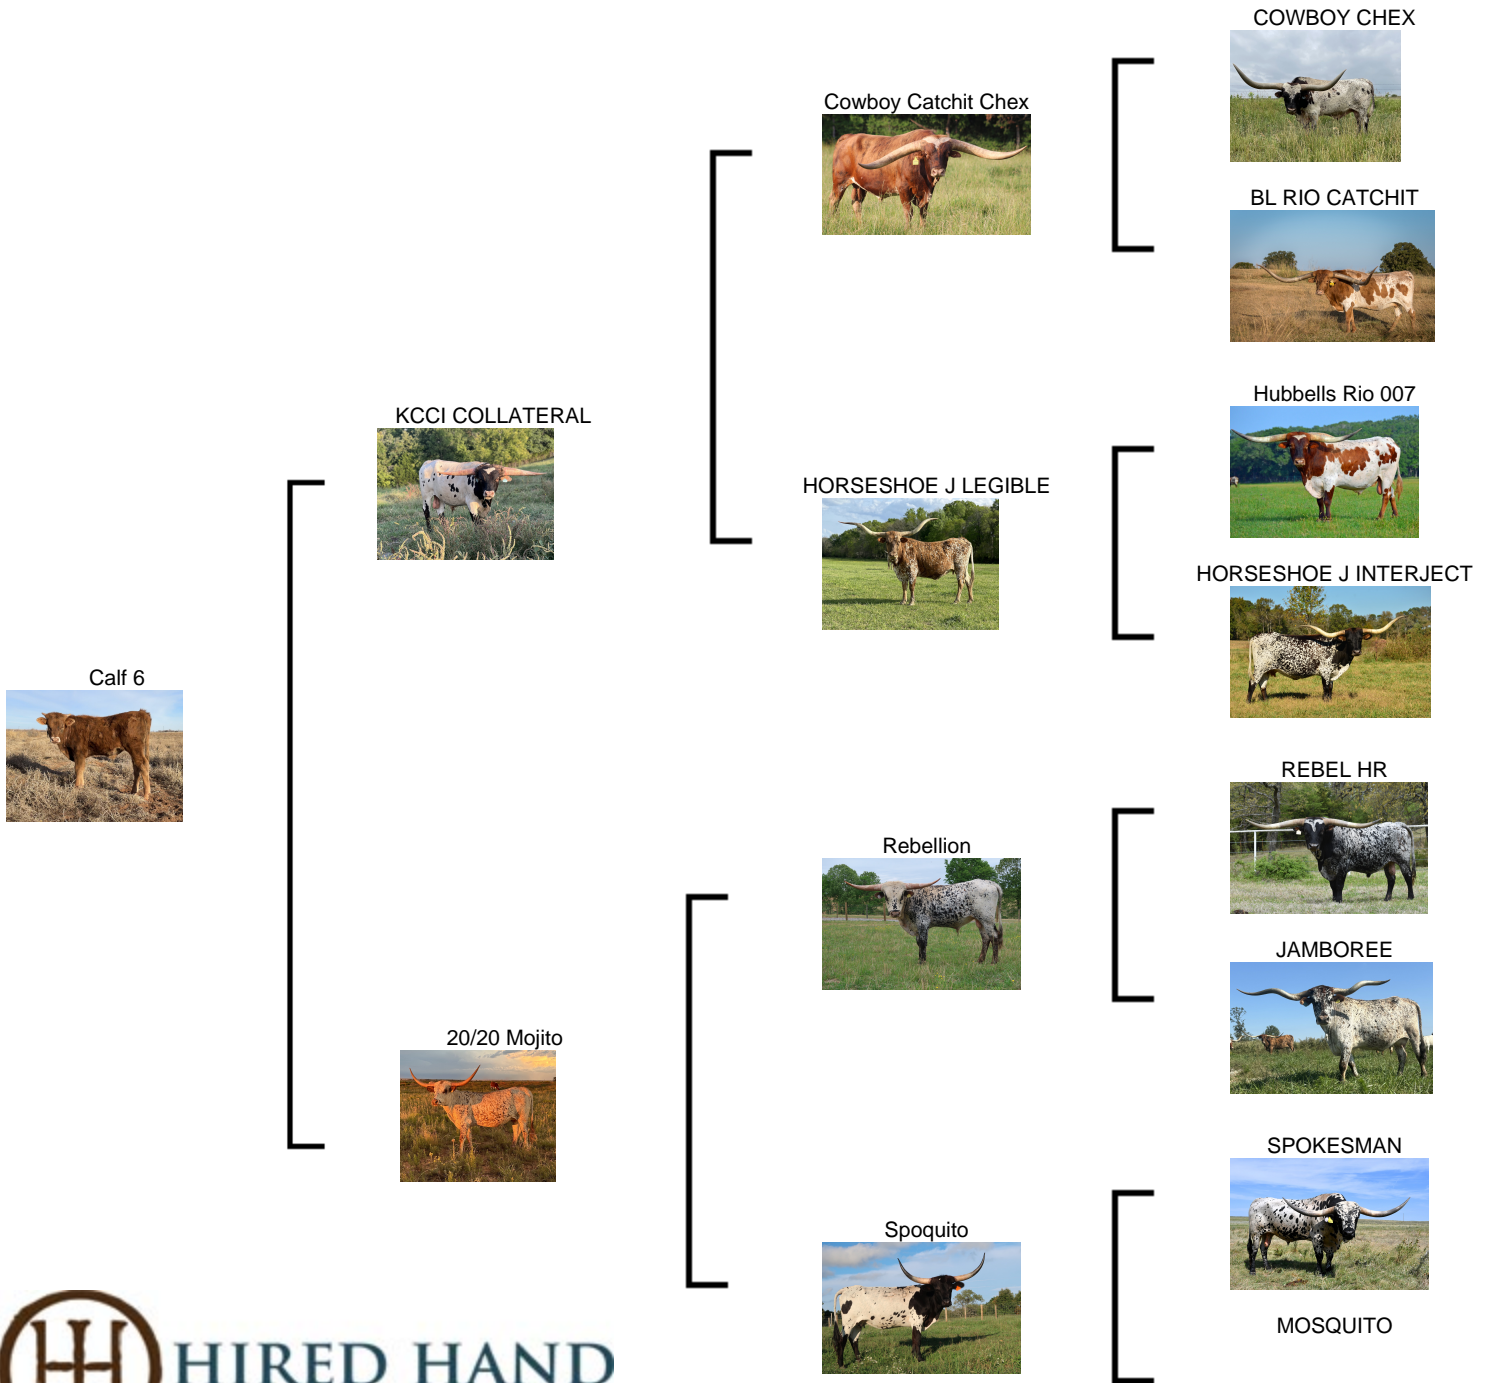 COWBOY CHEX
Cowboy Catchit Chex
BL RIO CATCHIT
Hubbells Rio 007
KCCI COLLATERAL
HORSESHOE J LEGIBLE
HORSESHOE J INTERJECT
Calf 6
REBEL HR
Rebellion
JAMBOREE
20/20 Mojito
SPOKESMAN
Spoquito
MOSQUITO
HIRED HAND